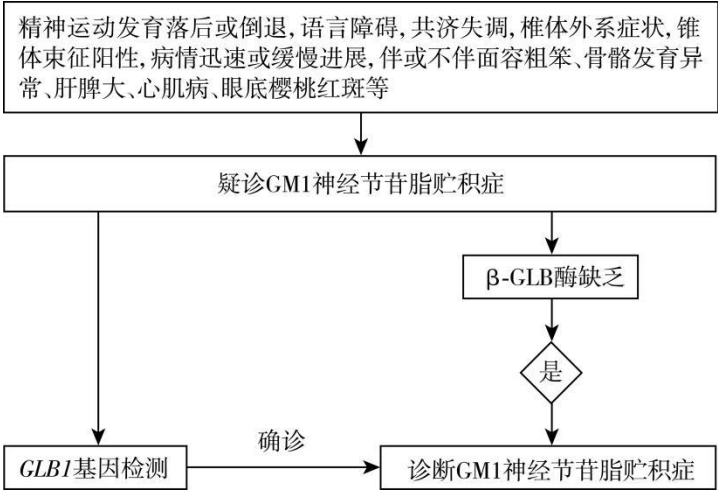 精神运动发育落后或倒退，语言障碍，共济失调，椎体外系症状，锥
体束征阳性，病情迅速或缓慢进展，伴或不伴面容粗笨、骨骼发育异
常、肝脾大、心肌病、眼底樱桃红斑等
疑诊GM1神经节苷脂贮积症
β-GLB酶缺乏
是
GLB1基因检测
确诊
诊断GM1神经节苷脂贮积症